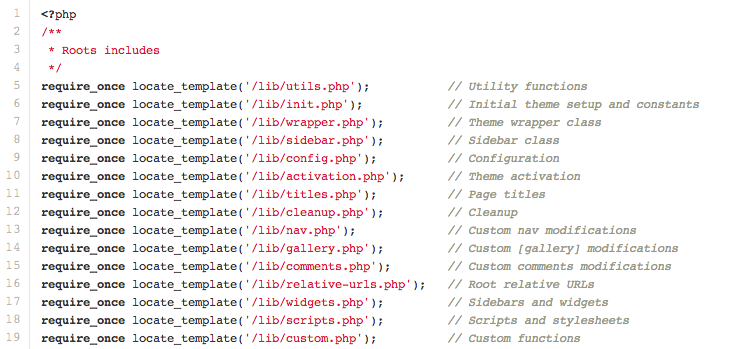 1 <?php
2 /**
3  * Roots includes
4  */
5 require_once locate_template('/lib/utils.php');           // Utility functions
6 require_once locate_template('/lib/init.php');            // Initial theme setup and constants
7 require_once locate_template('/lib/wrapper.php');         // Theme wrapper class
8 require_once locate_template('/lib/sidebar.php');         // Sidebar class
9 require_once locate_template('/lib/config.php');          // Configuration
10 require_once locate_template('/lib/activation.php');      // Theme activation
11 require_once locate_template('/lib/titles.php');          // Page titles
12 require_once locate_template('/lib/cleanup.php');         // Cleanup
13 require_once locate_template('/lib/nav.php');             // Custom nav modifications
14 require_once locate_template('/lib/gallery.php');         // Custom [gallery] modifications
15 require_once locate_template('/lib/comments.php');        // Custom comments modifications
16 require_once locate_template('/lib/relative-urls.php');   // Root relative URLs
17 require_once locate_template('/lib/widgets.php');         // Sidebars and widgets
18 require_once locate_template('/lib/scripts.php');         // Scripts and stylesheets
19 require_once locate_template('/lib/custom.php');          // Custom functions